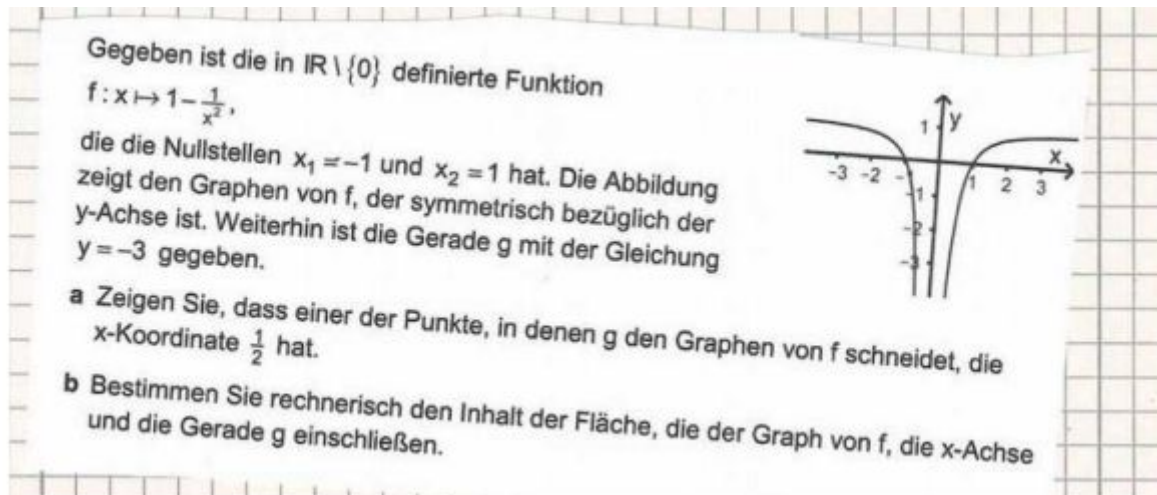 Gegeben ist die in IR \ {0} definierte Funktion
f : x ↦ 1 − 1/x² ,
die die Nullstellen x₁ = −1 und x₂ = 1 hat. Die Abbildung
zeigt den Graphen von f, der symmetrisch bezüglich der
y-Achse ist. Weiterhin ist die Gerade g mit der Gleichung
y = −3 gegeben.
1 y
x
-3 -2 - 1 2 3
-1
-2
-3
a Zeigen Sie, dass einer der Punkte, in denen g den Graphen von f schneidet, die
x-Koordinate 1/2 hat.
b Bestimmen Sie rechnerisch den Inhalt der Fläche, die der Graph von f, die x-Achse
und die Gerade g einschließen.